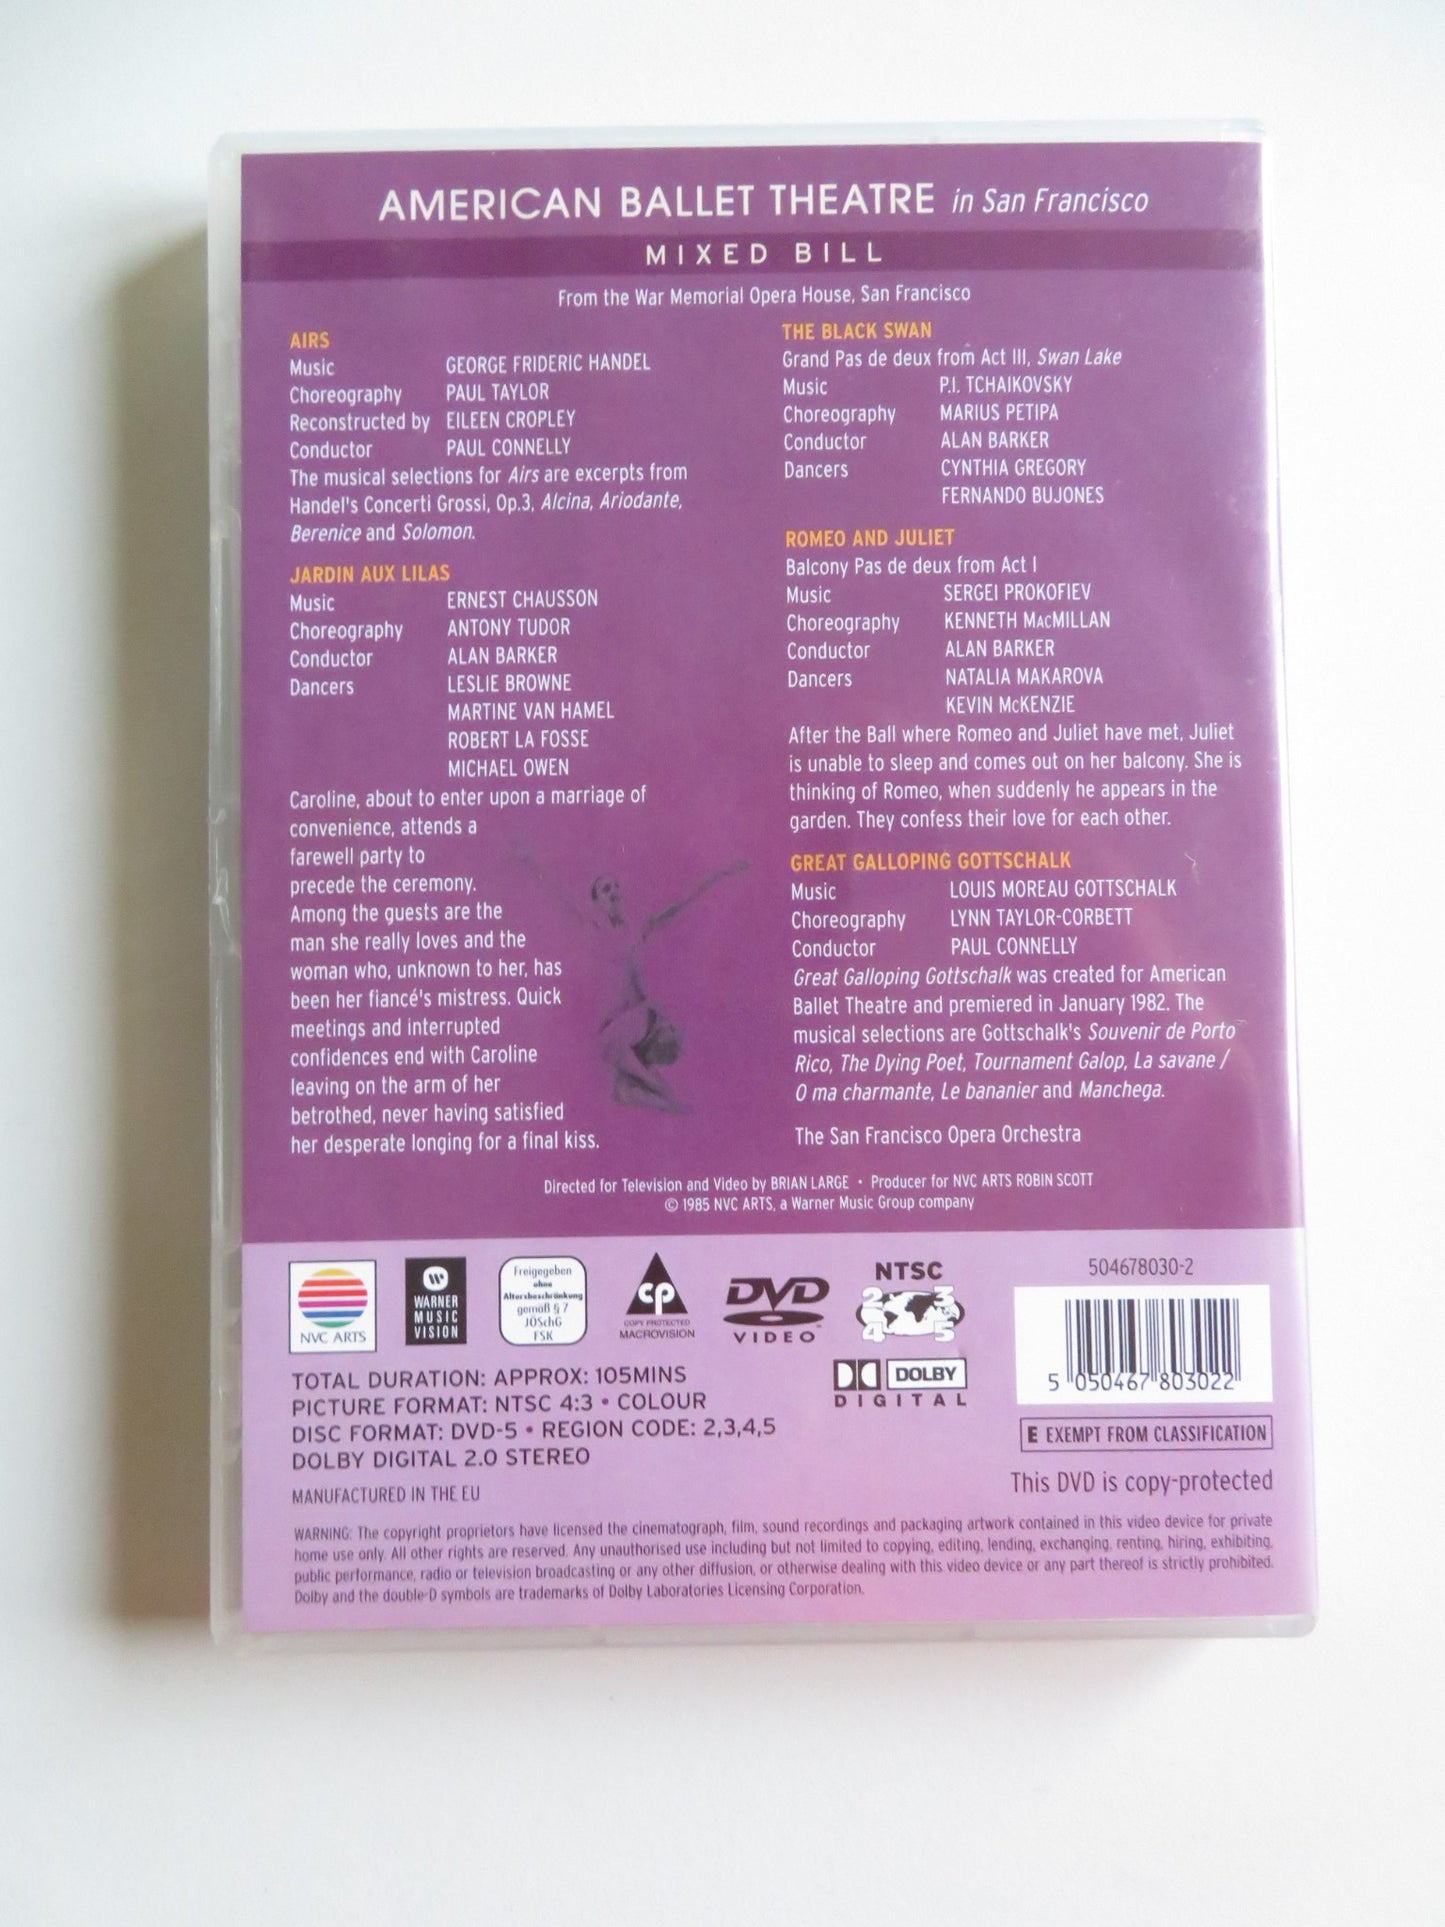 AMERICAN BALLET THEATRE in San Francisco
MIXED BILL
From the War Memorial Opera House, San Francisco
AIRS
Music GEORGE FRIDERIC HANDEL
Choreography PAUL TAYLOR
Reconstructed by EILEEN CROPLEY
Conductor PAUL CONNELLY
The musical selections for Airs are excerpts from
Handel's Concerti Grossi, Op.3, Alcina, Ariodante,
Berenice and Solomon.
JARDIN AUX LILAS
Music ERNEST CHAUSSON
Choreography ANTONY TUDOR
Conductor ALAN BARKER
Dancers LESLIE BROWNE
MARTINE VAN HAMEL
ROBERT LA FOSSE
MICHAEL OWEN
Caroline, about to enter upon a marriage of
convenience, attends a
farewell party to
precede the ceremony.
Among the guests are the
man she really loves and the
woman who, unknown to her, has
been her fiancé's mistress. Quick
meetings and interrupted
confidences end with Caroline
leaving on the arm of her
betrothed, never having satisfied
her desperate longing for a final kiss.
THE BLACK SWAN
Grand Pas de deux from Act III, Swan Lake
Music P.I. TCHAIKOVSKY
Choreography MARIUS PETIPA
Conductor ALAN BARKER
Dancers CYNTHIA GREGORY
FERNANDO BUJONES
ROMEO AND JULIET
Balcony Pas de deux from Act I
Music SERGEI PROKOFIEV
Choreography KENNETH MACMILLAN
Conductor ALAN BARKER
Dancers NATALIA MAKAROVA
KEVIN McKENZIE
After the Ball where Romeo and Juliet have met, Juliet
is unable to sleep and comes out on her balcony. She is
thinking of Romeo, when suddenly he appears in the
garden. They confess their love for each other.
GREAT GALLOPING GOTTSCHALK
Music LOUIS MOREAU GOTTSCHALK
Choreography LYNN TAYLOR-CORBETT
Conductor PAUL CONNELLY
Great Galloping Gottschalk was created for American
Ballet Theatre and premiered in January 1982. The
musical selections are Gottschalk's Souvenir de Porto
Rico, The Dying Poet, Tournament Galop, La savane /
O ma charmante, Le bananier and Manchega.
The San Francisco Opera Orchestra
Directed for Television and Video by BRIAN LARGE • Producer for NVC ARTS ROBIN SCOTT
© 1985 NVC ARTS, a Warner Music Group company
NVC ARTS
WARNER
MUSIC
VISION
Freigegeben
ohne
Altersbeschränkung
gemäß § 7
JÖSchG
FSK
cp
COPY PROTECTED
MACROVISION
DVD
VIDEO
NTSC
2 3
4 5
DOLBY
DIGITAL
504678030-2
5 050467 803022
E EXEMPT FROM CLASSIFICATION
This DVD is copy-protected
TOTAL DURATION: APPROX: 105MINS
PICTURE FORMAT: NTSC 4:3 • COLOUR
DISC FORMAT: DVD-5 • REGION CODE: 2,3,4,5
DOLBY DIGITAL 2.0 STEREO
MANUFACTURED IN THE EU
WARNING: The copyright proprietors have licensed the cinematograph, film, sound recordings and packaging artwork contained in this video device for private
home use only. All other rights are reserved. Any unauthorised use including but not limited to copying, editing, lending, exchanging, renting, hiring, exhibiting,
public performance, radio or television broadcasting or any other diffusion, or otherwise dealing with this video device or any part thereof is strictly prohibited.
Dolby and the double-D symbols are trademarks of Dolby Laboratories Licensing Corporation.